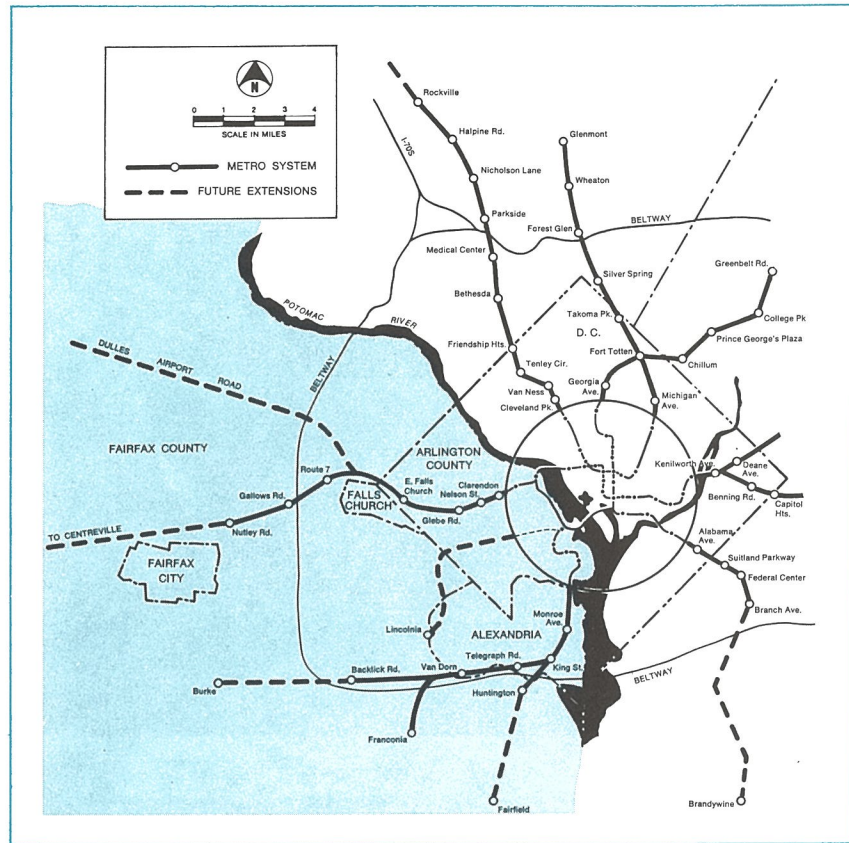 N
0 1 2 3 4
SCALE IN MILES
METRO SYSTEM
FUTURE EXTENSIONS
Rockville
I-70S
Halpine Rd.
Nicholson Lane
Parkside
Medical Center
Bethesda
Friendship Hts.
Tenley Cir.
Van Ness
Cleveland Pk.
Glenmont
Wheaton
BELTWAY
Forest Glen
Silver Spring
Takoma Pk.
D. C.
Fort Totten
Georgia
Ave.
Michigan
Ave.
Greenbelt Rd.
College Pk
Prince George's Plaza
Chillum
POTOMAC
RIVER
BELTWAY
DULLES
AIRPORT
ROAD
FAIRFAX COUNTY
ARLINGTON
COUNTY
Route 7
Gallows Rd.
Nutley Rd.
FALLS
CHURCH
E. Falls
Church
Clarendon
Nelson St.
Glebe Rd.
TO CENTREVILLE
FAIRFAX
CITY
Kenilworth Ave.
Deane
Ave.
Benning Rd.
Capitol
Hts.
Alabama
Ave.
Suitland Parkway
Federal Center
Branch Ave.
Lincolnia
ALEXANDRIA
Monroe
Ave.
Telegraph Rd.
King St.
Van Dorn
Backlick Rd.
Burke
Huntington
BELTWAY
Franconia
Fairfield
Brandywine